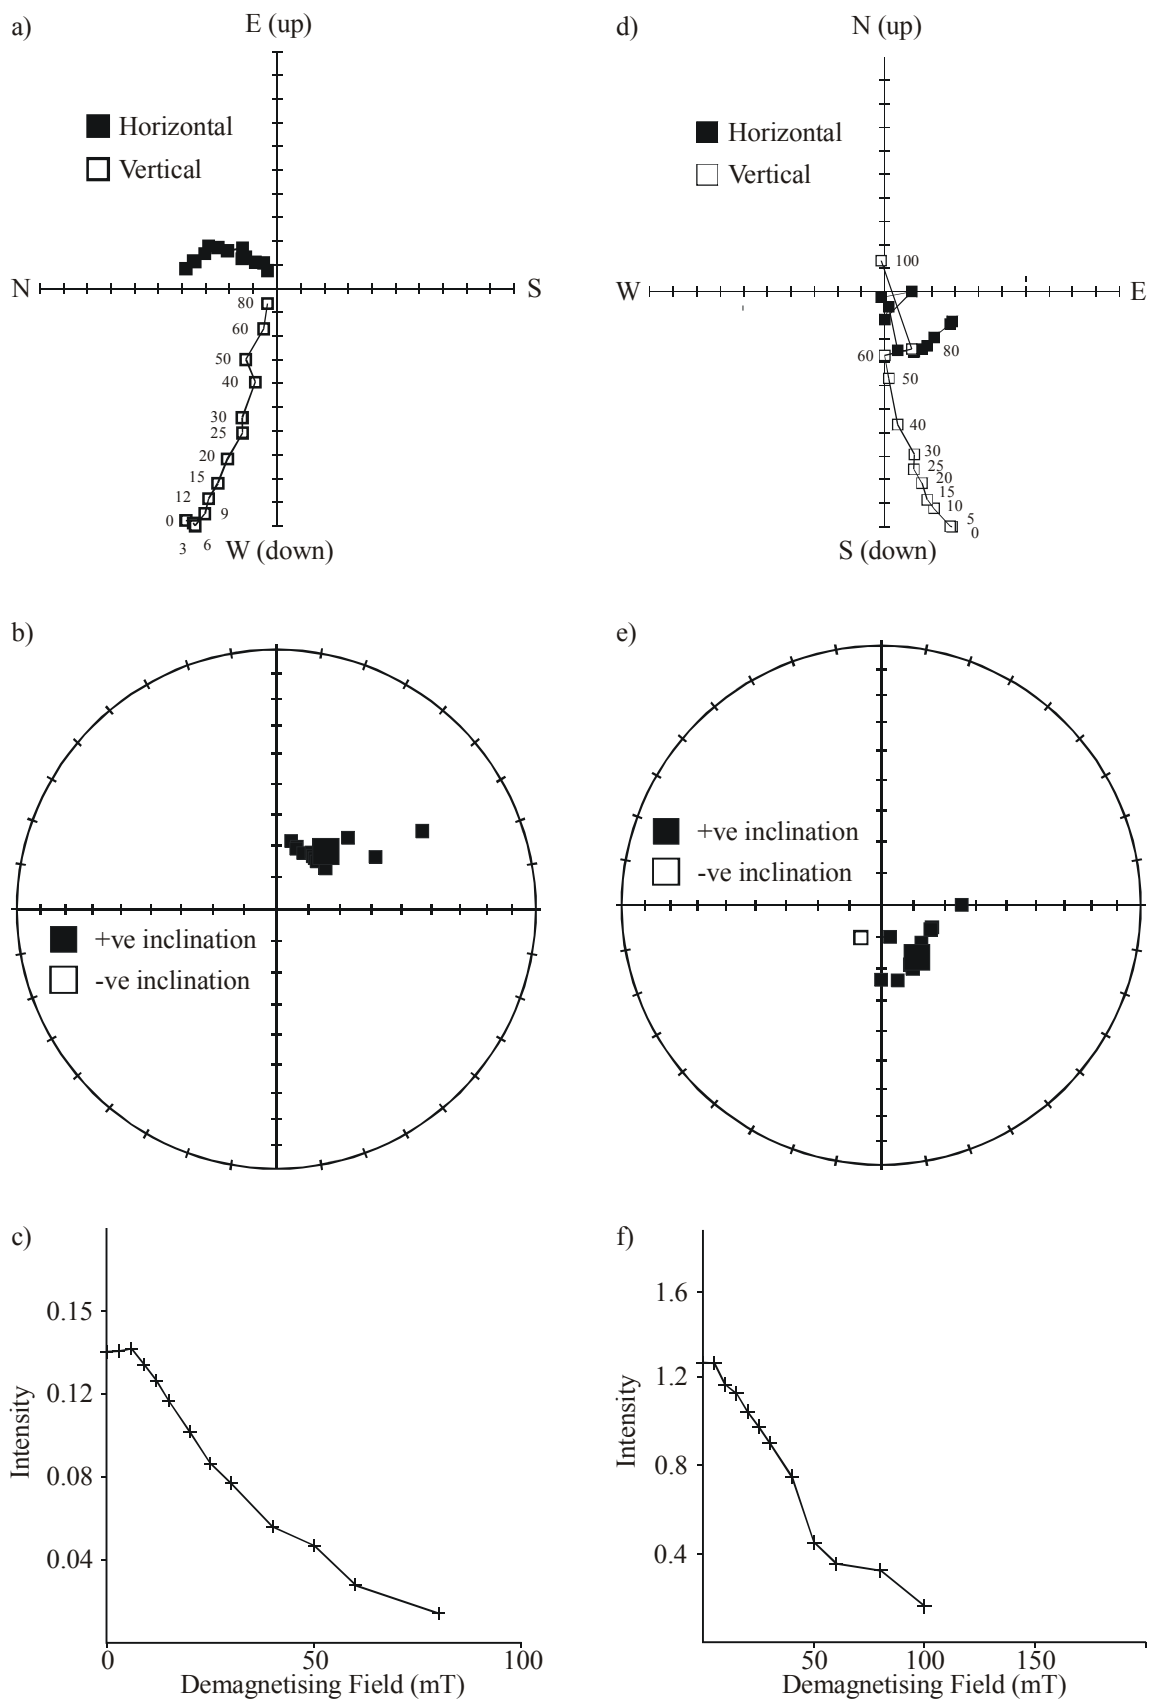 a)
E (up)
Horizontal
Vertical
N
S
80
60
50
40
30
25
20
15
12
9
0
3
6
W (down)
d)
N (up)
Horizontal
Vertical
100
W
E
60
80
50
40
30
25
20
15
10
5
0
S (down)
b)
+ve inclination
-ve inclination
e)
+ve inclination
-ve inclination
c)
0.15
0.12
0.08
0.04
Intensity
0
50
100
Demagnetising Field (mT)
f)
1.6
1.2
0.8
0.4
Intensity
50
100
150
Demagnetising Field (mT)